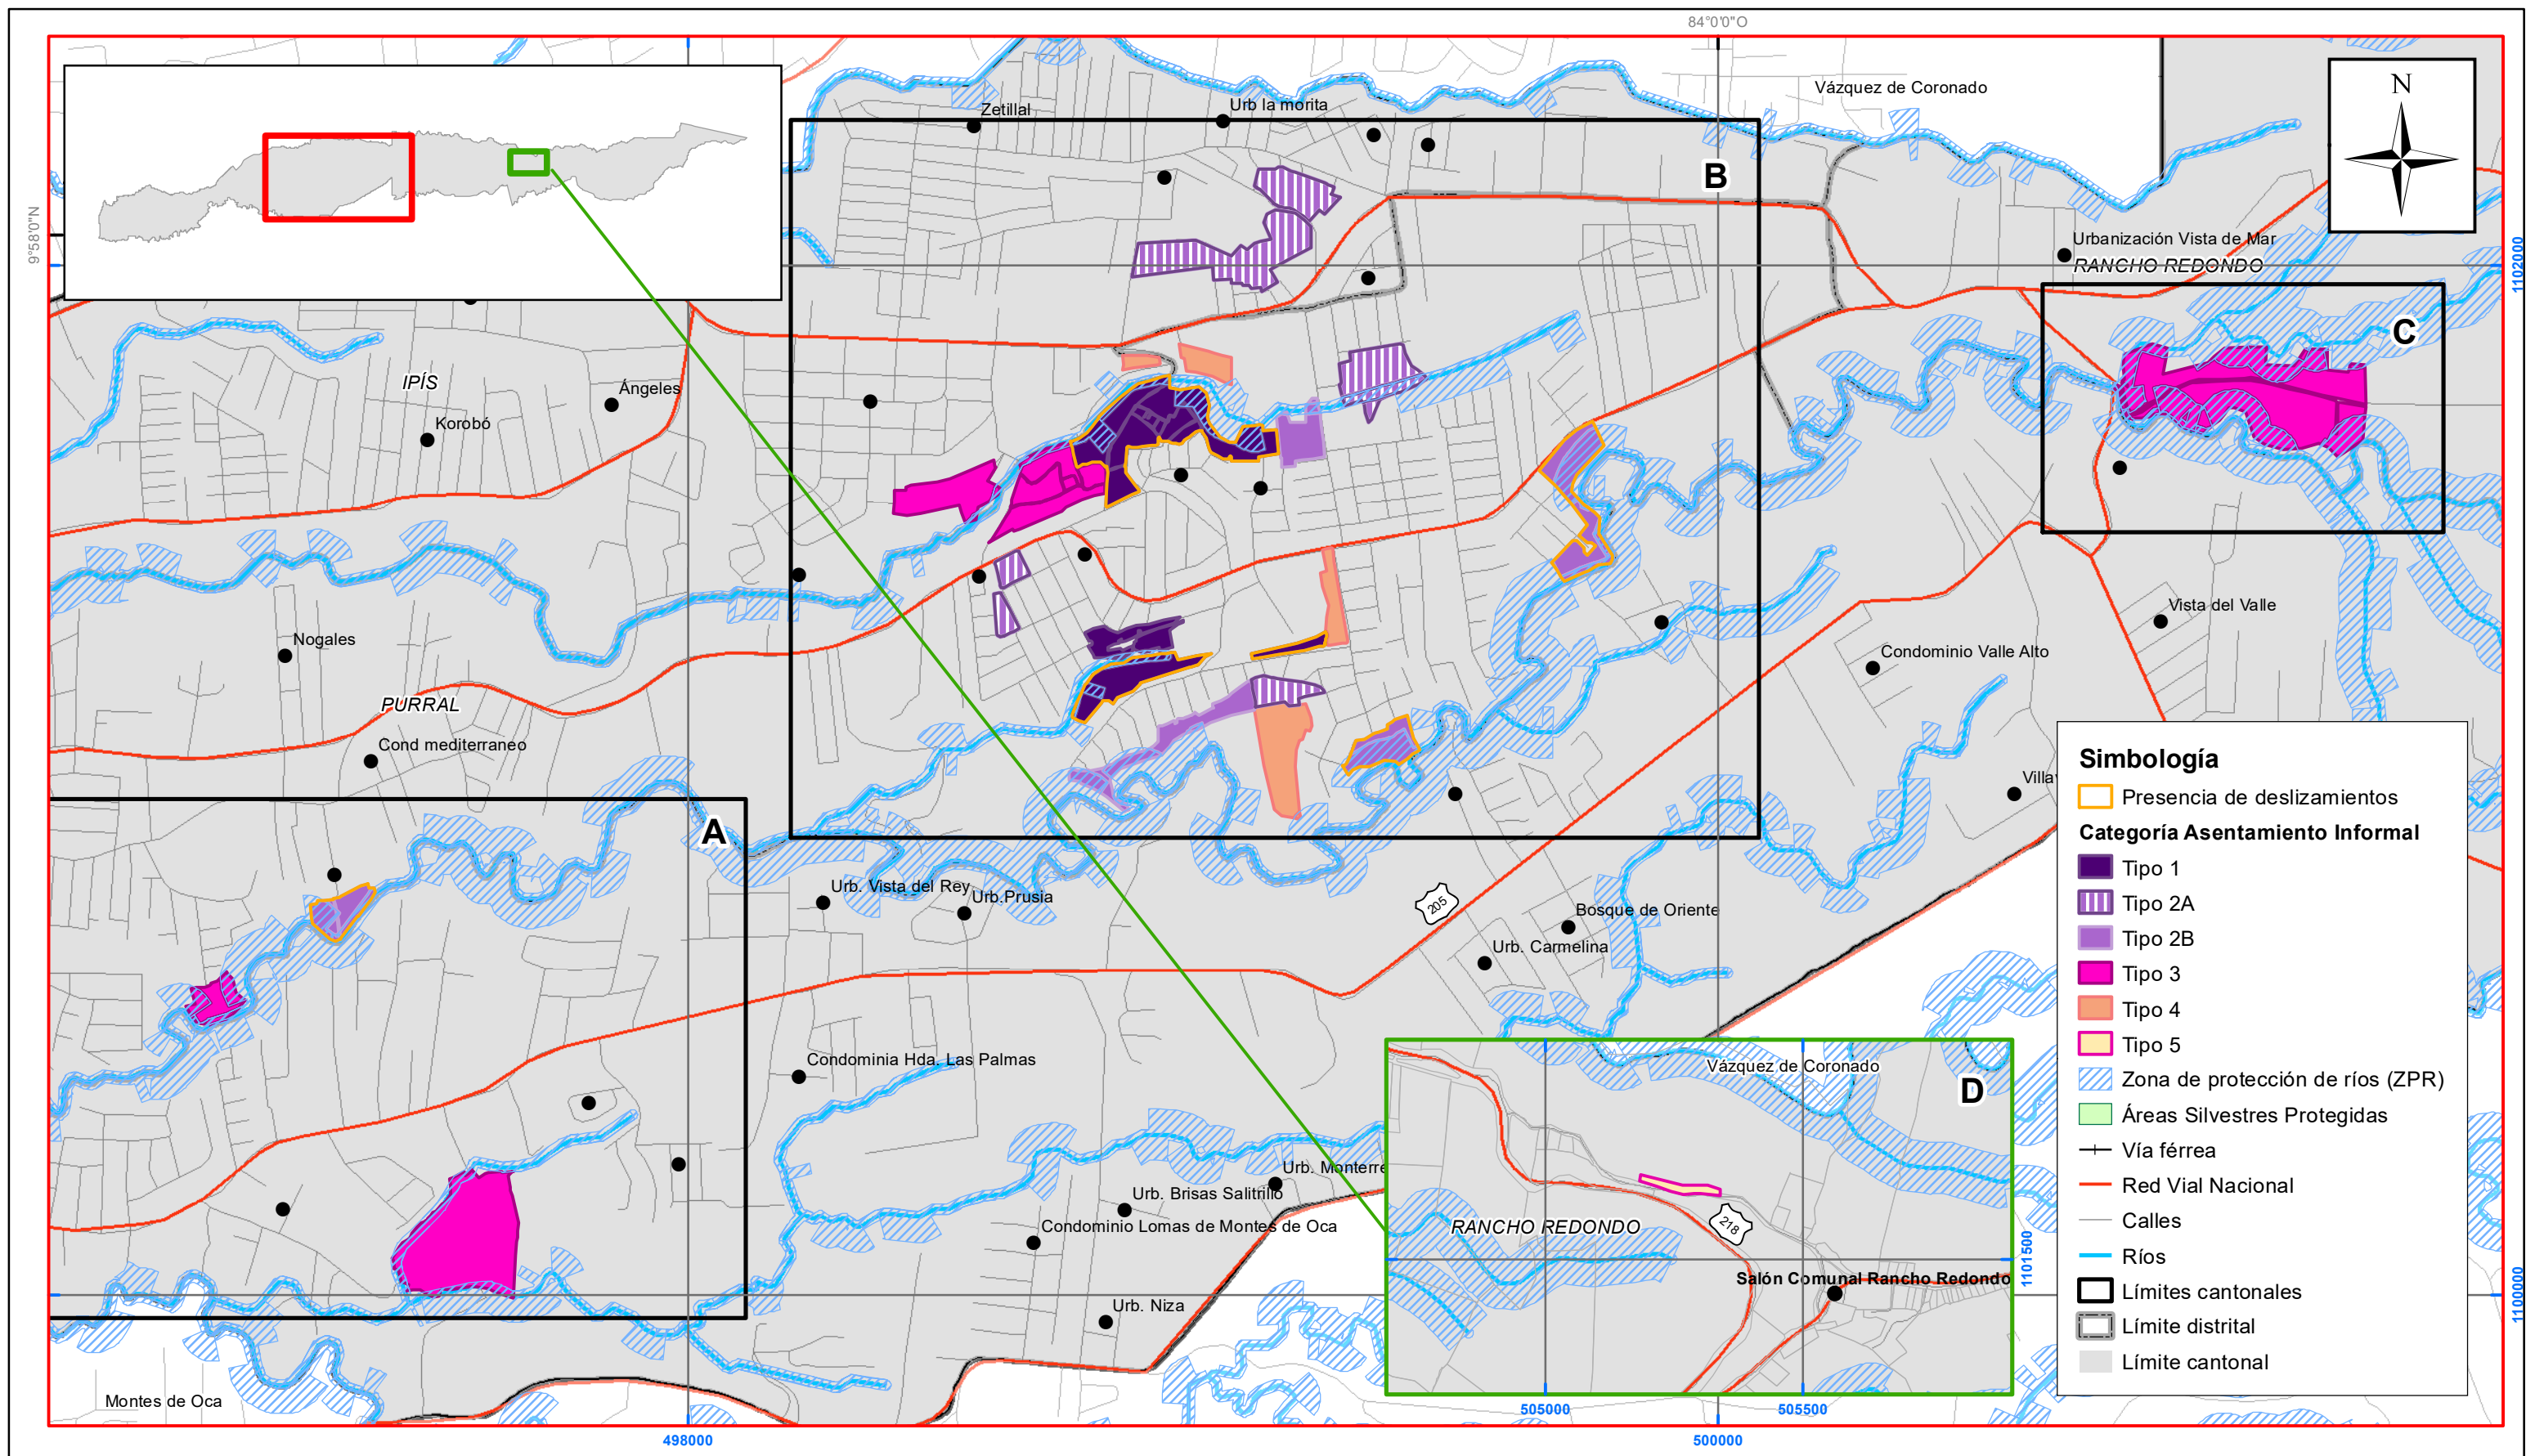 84°0'0"O
Vázquez de Coronado
N
Zetillal
Urb la morita
B
9°58'0"N
Urbanización Vista de Mar
RANCHO REDONDO
1102000
C
IPÍS
Ángeles
Korobó
Nogales
Vista del Valle
Condominio Valle Alto
PURRAL
Cond mediterraneo
A
Urb. Vista del Rey
Urb.Prusia
205
Bosque de Oriente
Urb. Carmelina
Condominia Hda. Las Palmas
Urb. Monterre
Urb. Brisas Salitrillo
Condominio Lomas de Montes de Oca
Urb. Niza
Montes de Oca
Simbología
Presencia de deslizamientos
Categoría Asentamiento Informal
Tipo 1
Tipo 2A
Tipo 2B
Tipo 3
Tipo 4
Tipo 5
Zona de protección de ríos (ZPR)
Áreas Silvestres Protegidas
Vía férrea
Red Vial Nacional
Calles
Ríos
Límites cantonales
Límite distrital
Límite cantonal
Vázquez de Coronado
D
RANCHO REDONDO
218
Salón Comunal Rancho Redondo
1101500
505000
505500
1100000
498000
500000